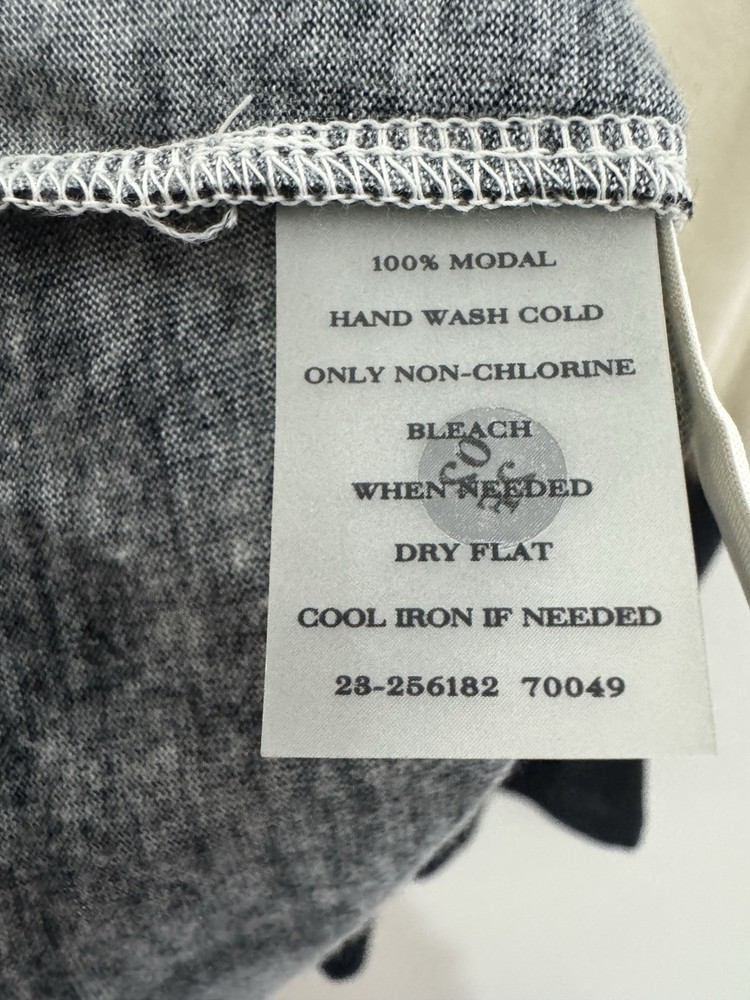 100% MODAL
HAND WASH COLD
ONLY NON-CHLORINE
BLEACH
WHEN NEEDED
DRY FLAT
COOL IRON IF NEEDED
23-256182 70049